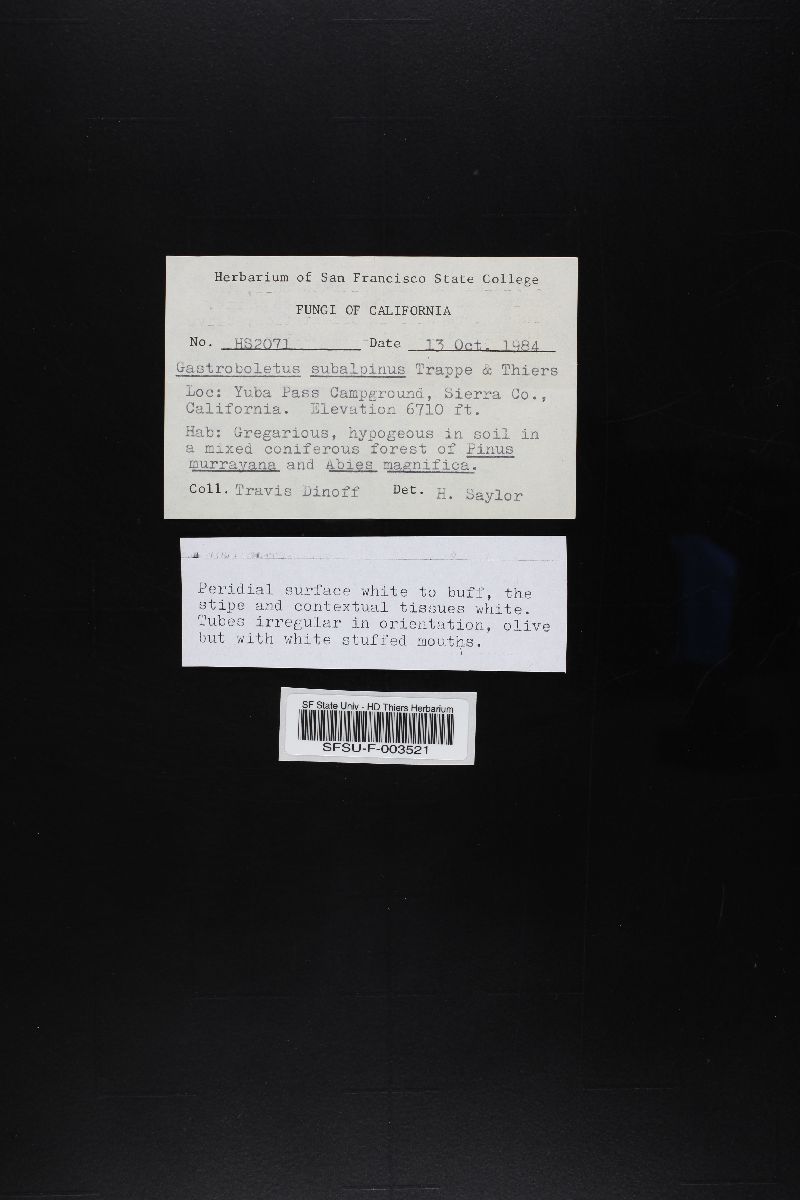 Herbarium of San Francisco State College
FUNGI OF CALIFORNIA
No. HS2071 Date 13 Oct. 1984
Gastroboletus subalpinus Trappe & Thiers
Loc: Yuba Pass Campground, Sierra Co.,
California. Elevation 6710 ft.
Hab: Gregarious, hypogeous in soil in
a mixed coniferous forest of Pinus
murrayana and Abies magnifica.
Coll. Travis Dinoff Det. H. Saylor
Peridial surface white to buff, the
stipe and contextual tissues white.
Tubes irregular in orientation, olive
but with white stuffed mouths.
SF State Univ - HD Thiers Herbarium
SFSU-F-003521